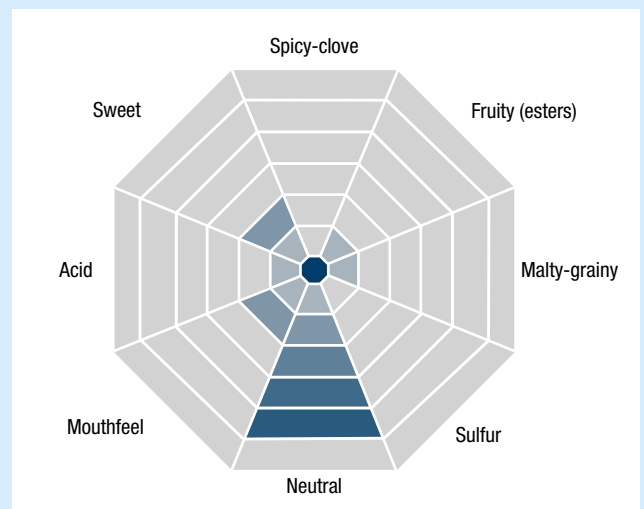 Spicy-clove
Sweet
Fruity (esters)
Acid
Malty-grainy
Mouthfeel
Sulfur
Neutral